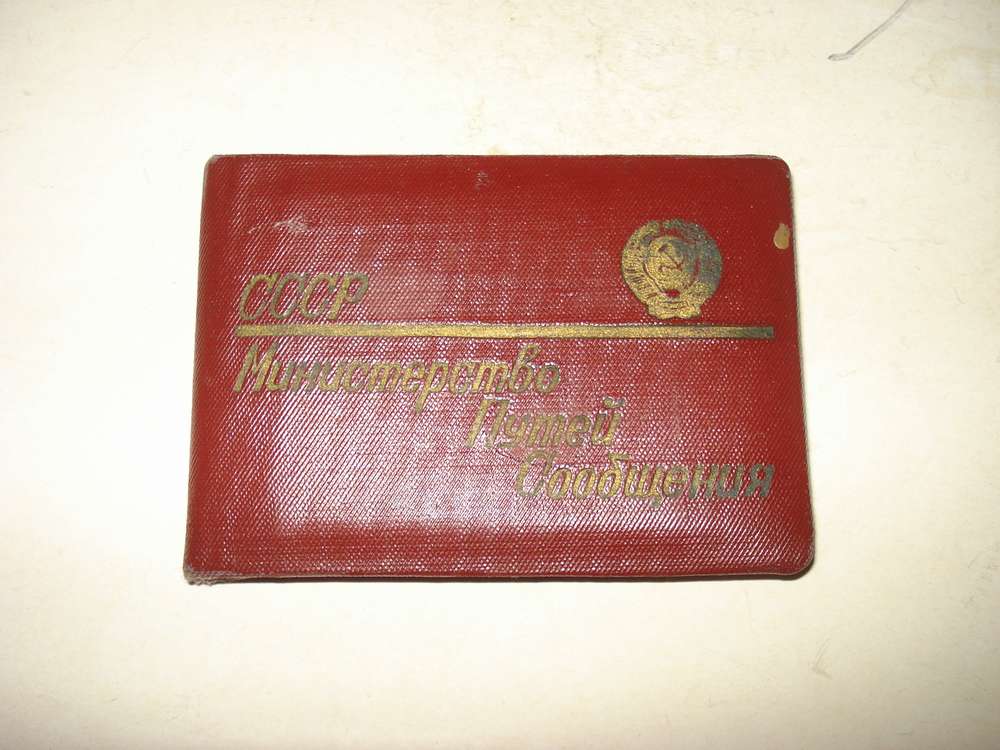 СССР
Министерство
Путей
Сообщения